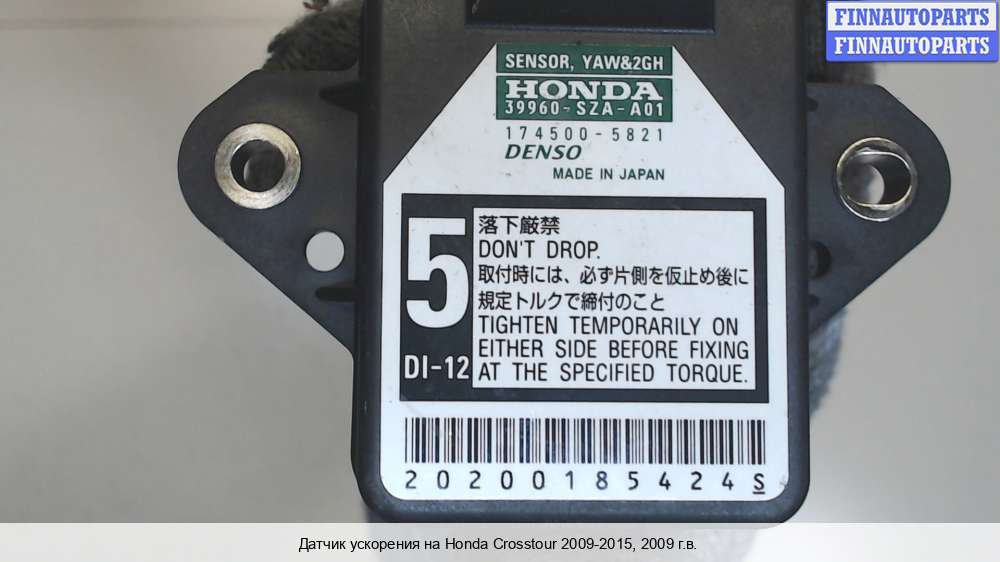 FINNAUTOPARTS
FINNAUTOPARTS
SENSOR, YAW&2GH
HONDA
39960-SZA-A01
174500-5821
DENSO
MADE IN JAPAN
5
DI-12
落下厳禁
DON'T DROP.
取付時には、必ず片側を仮止め後に
規定トルクで締付のこと
TIGHTEN TEMPORARILY ON
EITHER SIDE BEFORE FIXING
AT THE SPECIFIED TORQUE.
20200185424S
Датчик ускорения на Honda Crosstour 2009-2015, 2009 г.в.